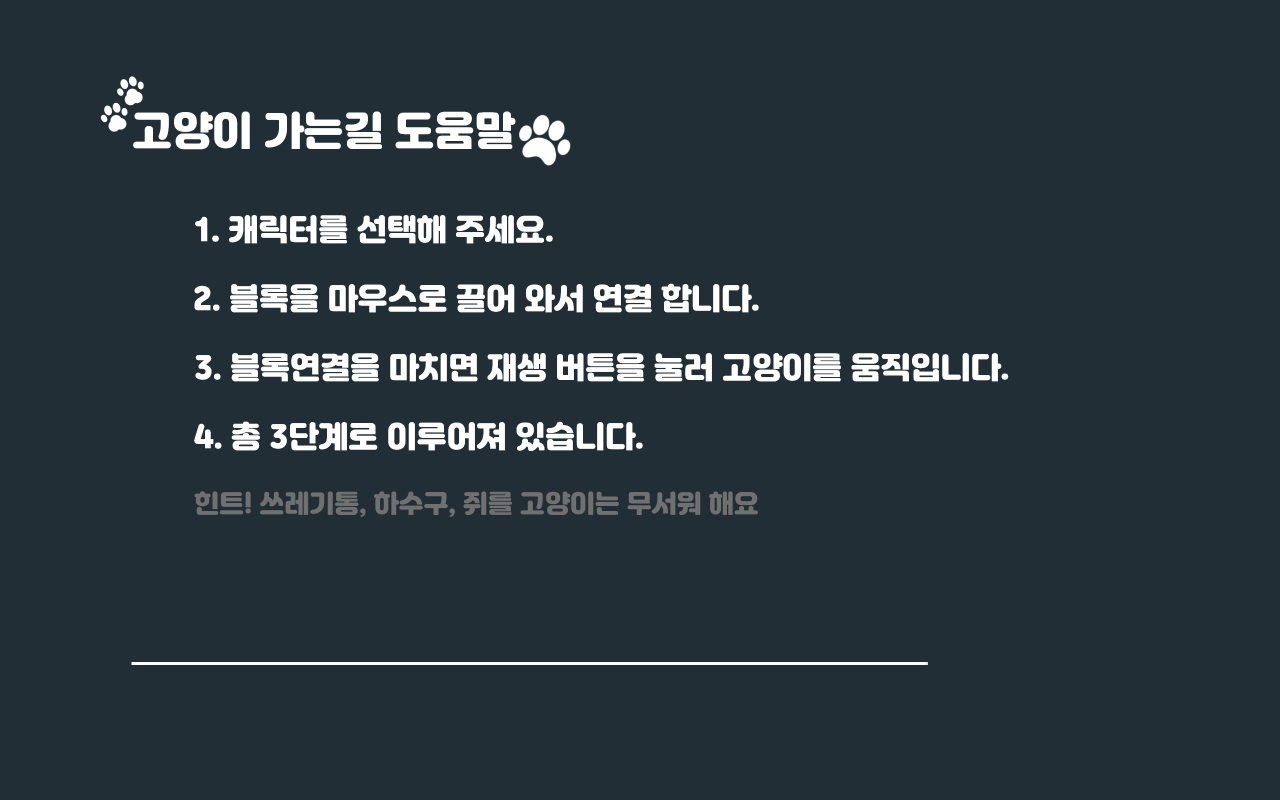 고양이 가는길 도움말
1. 캐릭터를 선택해 주세요.
2. 블록을 마우스로 끌어 와서 연결 합니다.
3. 블록연결을 마치면 재생 버튼을 눌러 고양이를 움직입니다.
4. 총 3단계로 이루어져 있습니다.
힌트! 쓰레기통, 하수구, 쥐를 고양이는 무서워 해요